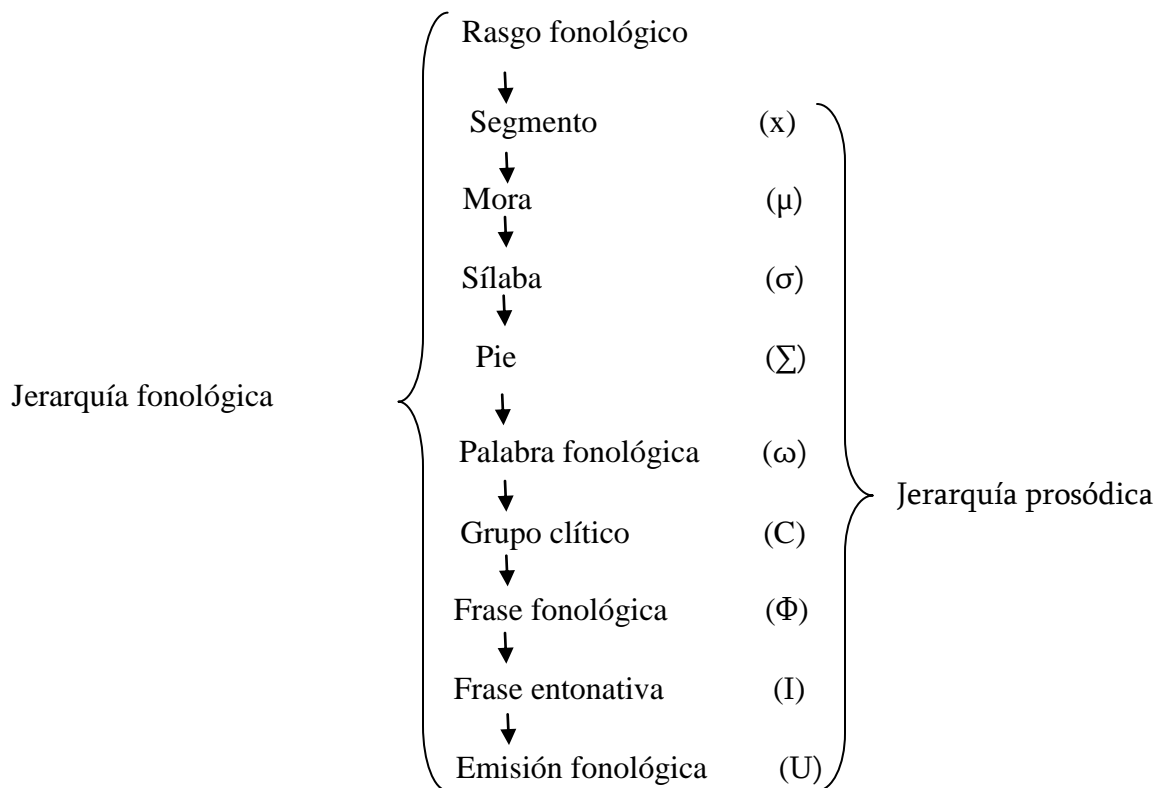 Rasgo fonológico
Segmento (x)
Mora (μ)
Sílaba (σ)
Pie (∑)
Jerarquía fonológica
Palabra fonológica (ω)
Jerarquía prosódica
Grupo clítico (C)
Frase fonológica (Φ)
Frase entonativa (I)
Emisión fonológica (U)